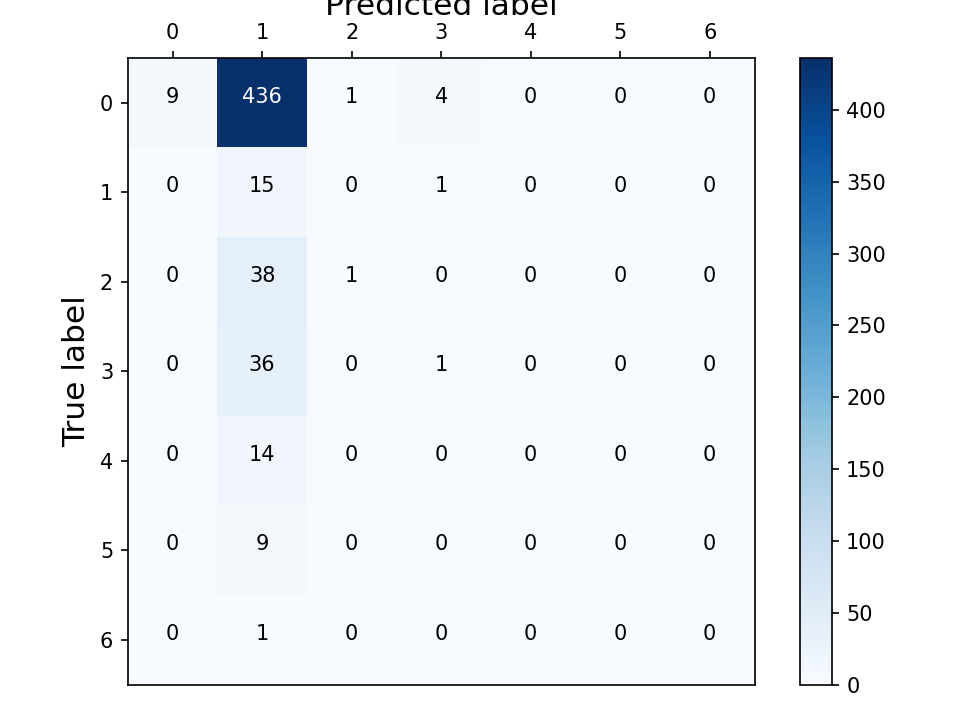 Predicted label
0 1 2 3 4 5 6
0 9 436 1 4 0 0 0
1 0 15 0 1 0 0 0
2 0 38 1 0 0 0 0
3 0 36 0 1 0 0 0
4 0 14 0 0 0 0 0
5 0 9 0 0 0 0 0
6 0 1 0 0 0 0 0
True label
400
350
300
250
200
150
100
50
0